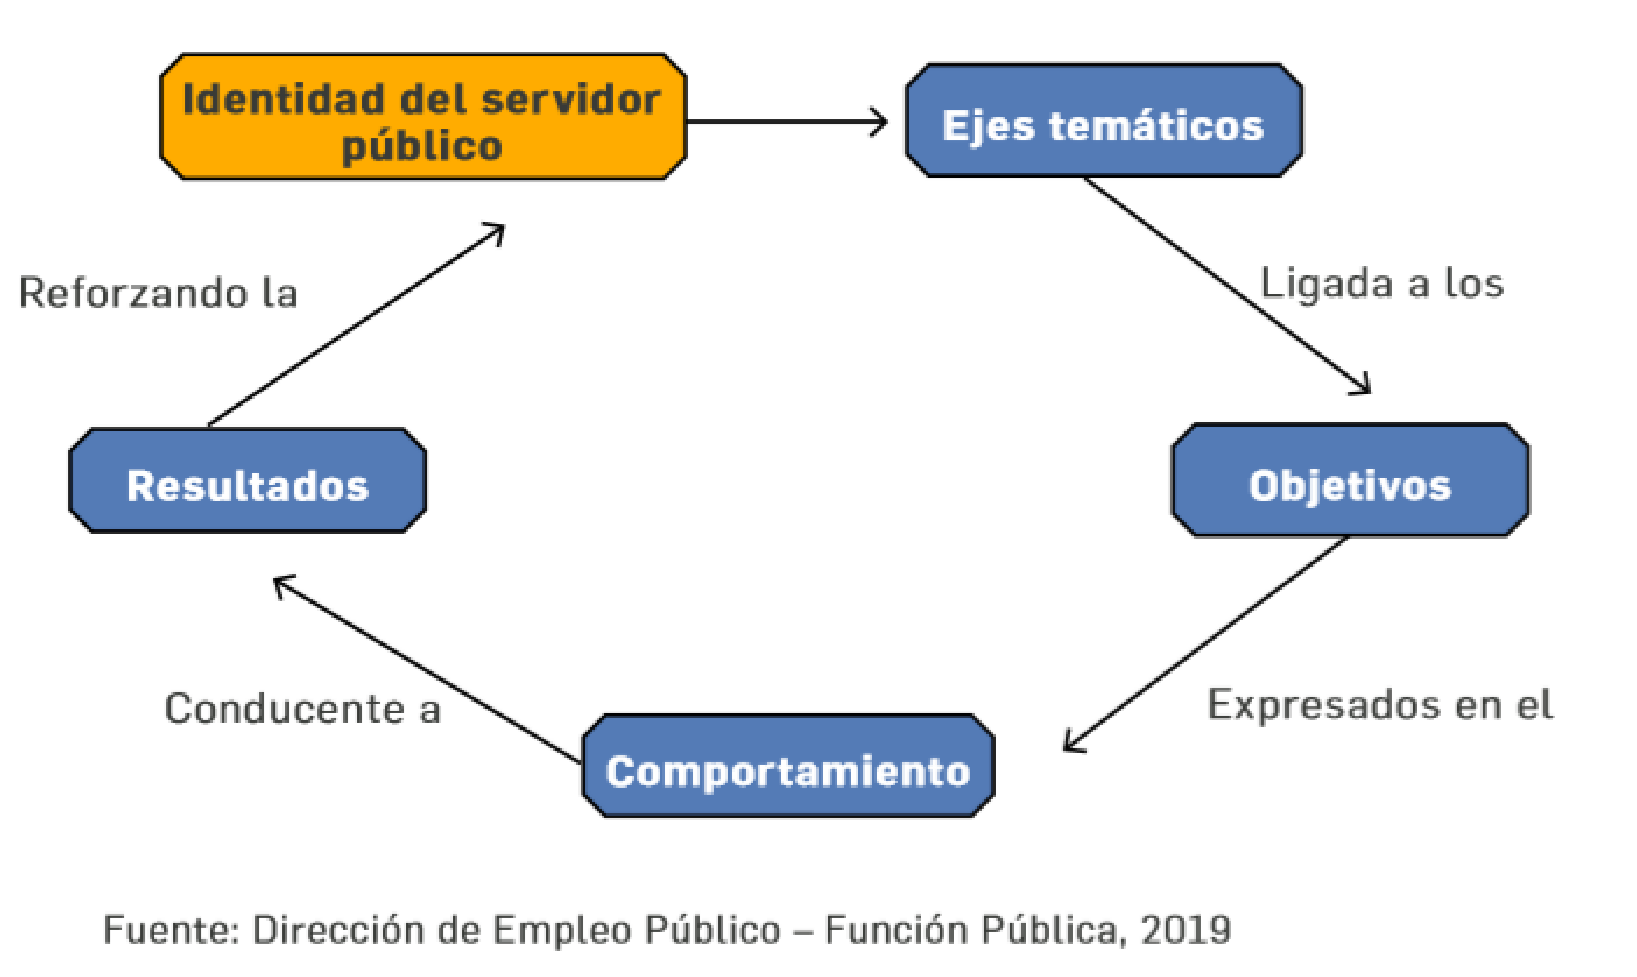 Identidad del servidor
público
Ejes temáticos
Ligada a los
Objetivos
Expresados en el
Comportamiento
Conducente a
Resultados
Reforzando la
Fuente: Dirección de Empleo Público – Función Pública, 2019